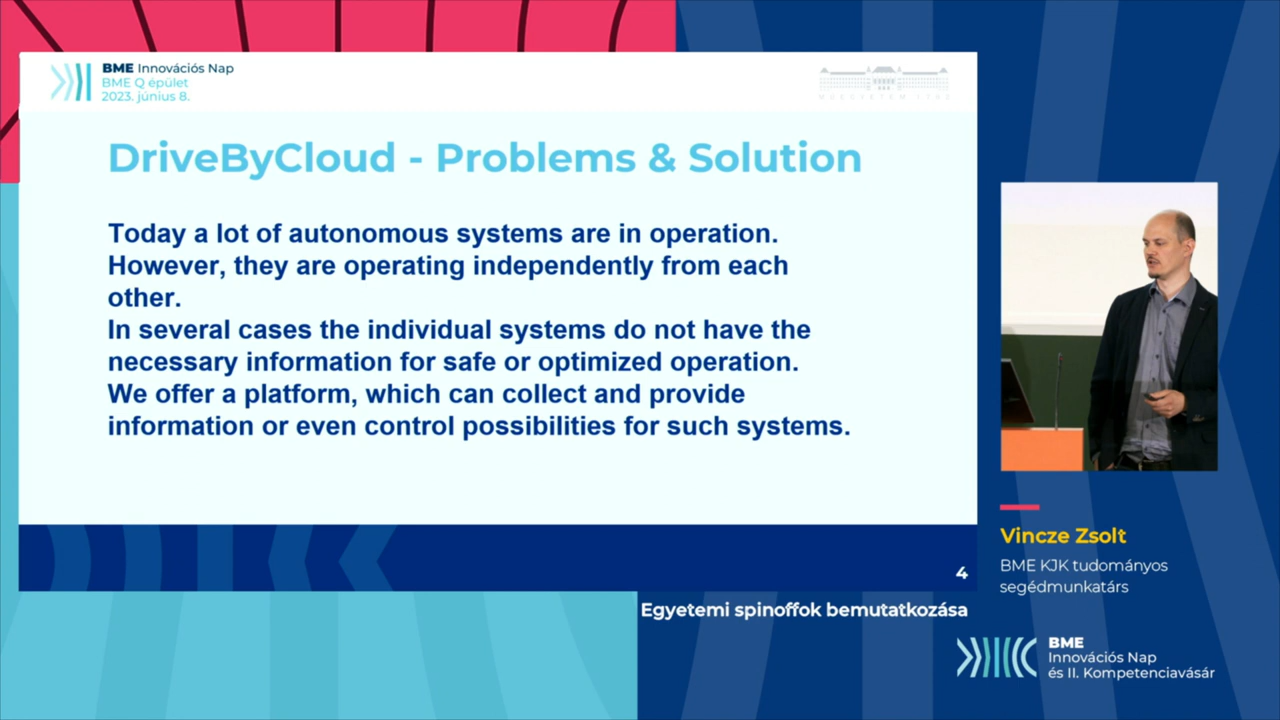 BME Innovációs Nap
BME Q épület
2023. június 8.
MŰEGYETEM 1782
DriveByCloud - Problems & Solution
Today a lot of autonomous systems are in operation.
However, they are operating independently from each
other.
In several cases the individual systems do not have the
necessary information for safe or optimized operation.
We offer a platform, which can collect and provide
information or even control possibilities for such systems.
4
Vincze Zsolt
BME KJK tudományos
segédmunkatárs
Egyetemi spinoffok bemutatkozása
BME
Innovációs Nap
és II. Kompetenciavásár